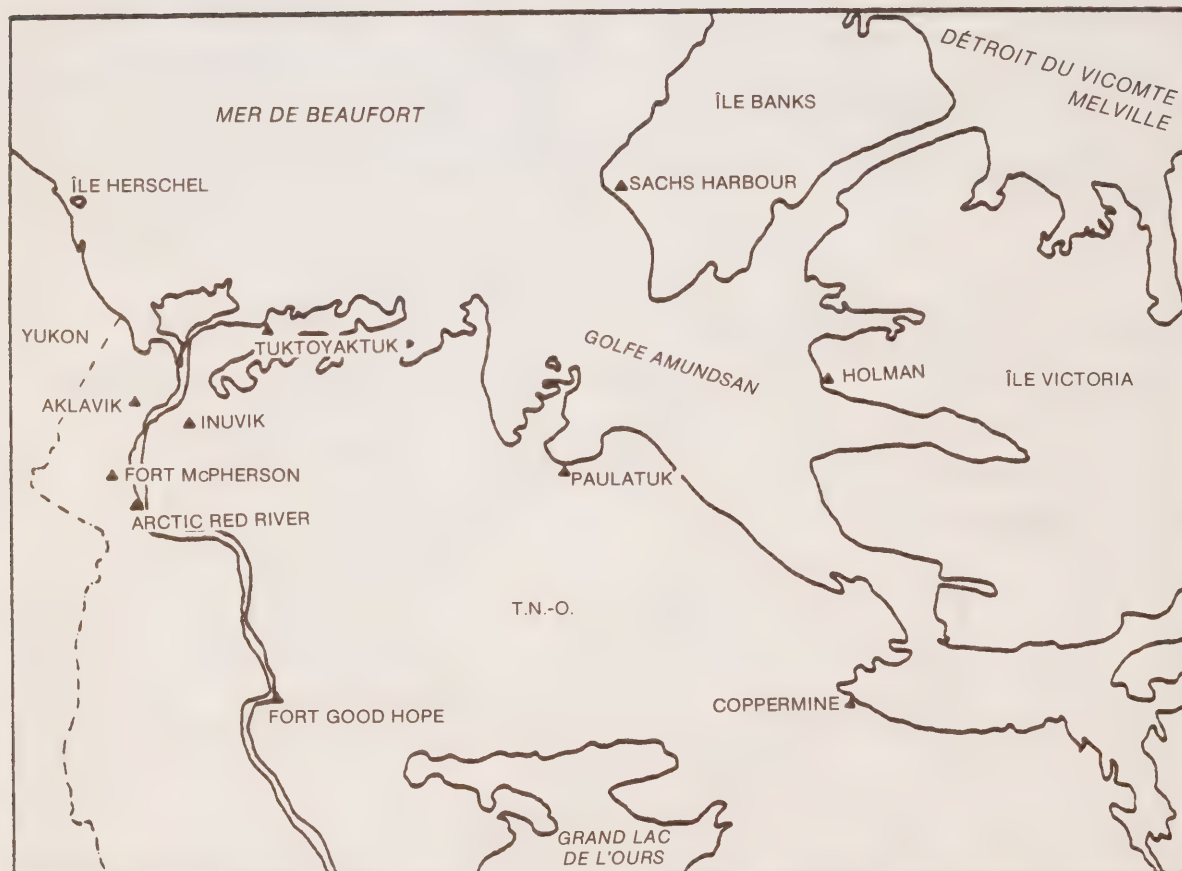 DÉTROIT DU VICOMTE
MELVILLE
MER DE BEAUFORT
ÎLE BANKS
ÎLE HERSCHEL
SACHS HARBOUR
YUKON
TUKTOYAKTUK
GOLFE AMUNDSAN
HOLMAN
ÎLE VICTORIA
AKLAVIK
INUVIK
FORT McPHERSON
PAULATUK
ARCTIC RED RIVER
T.N.-O.
FORT GOOD HOPE
COPPERMINE
GRAND LAC
DE L'OURS